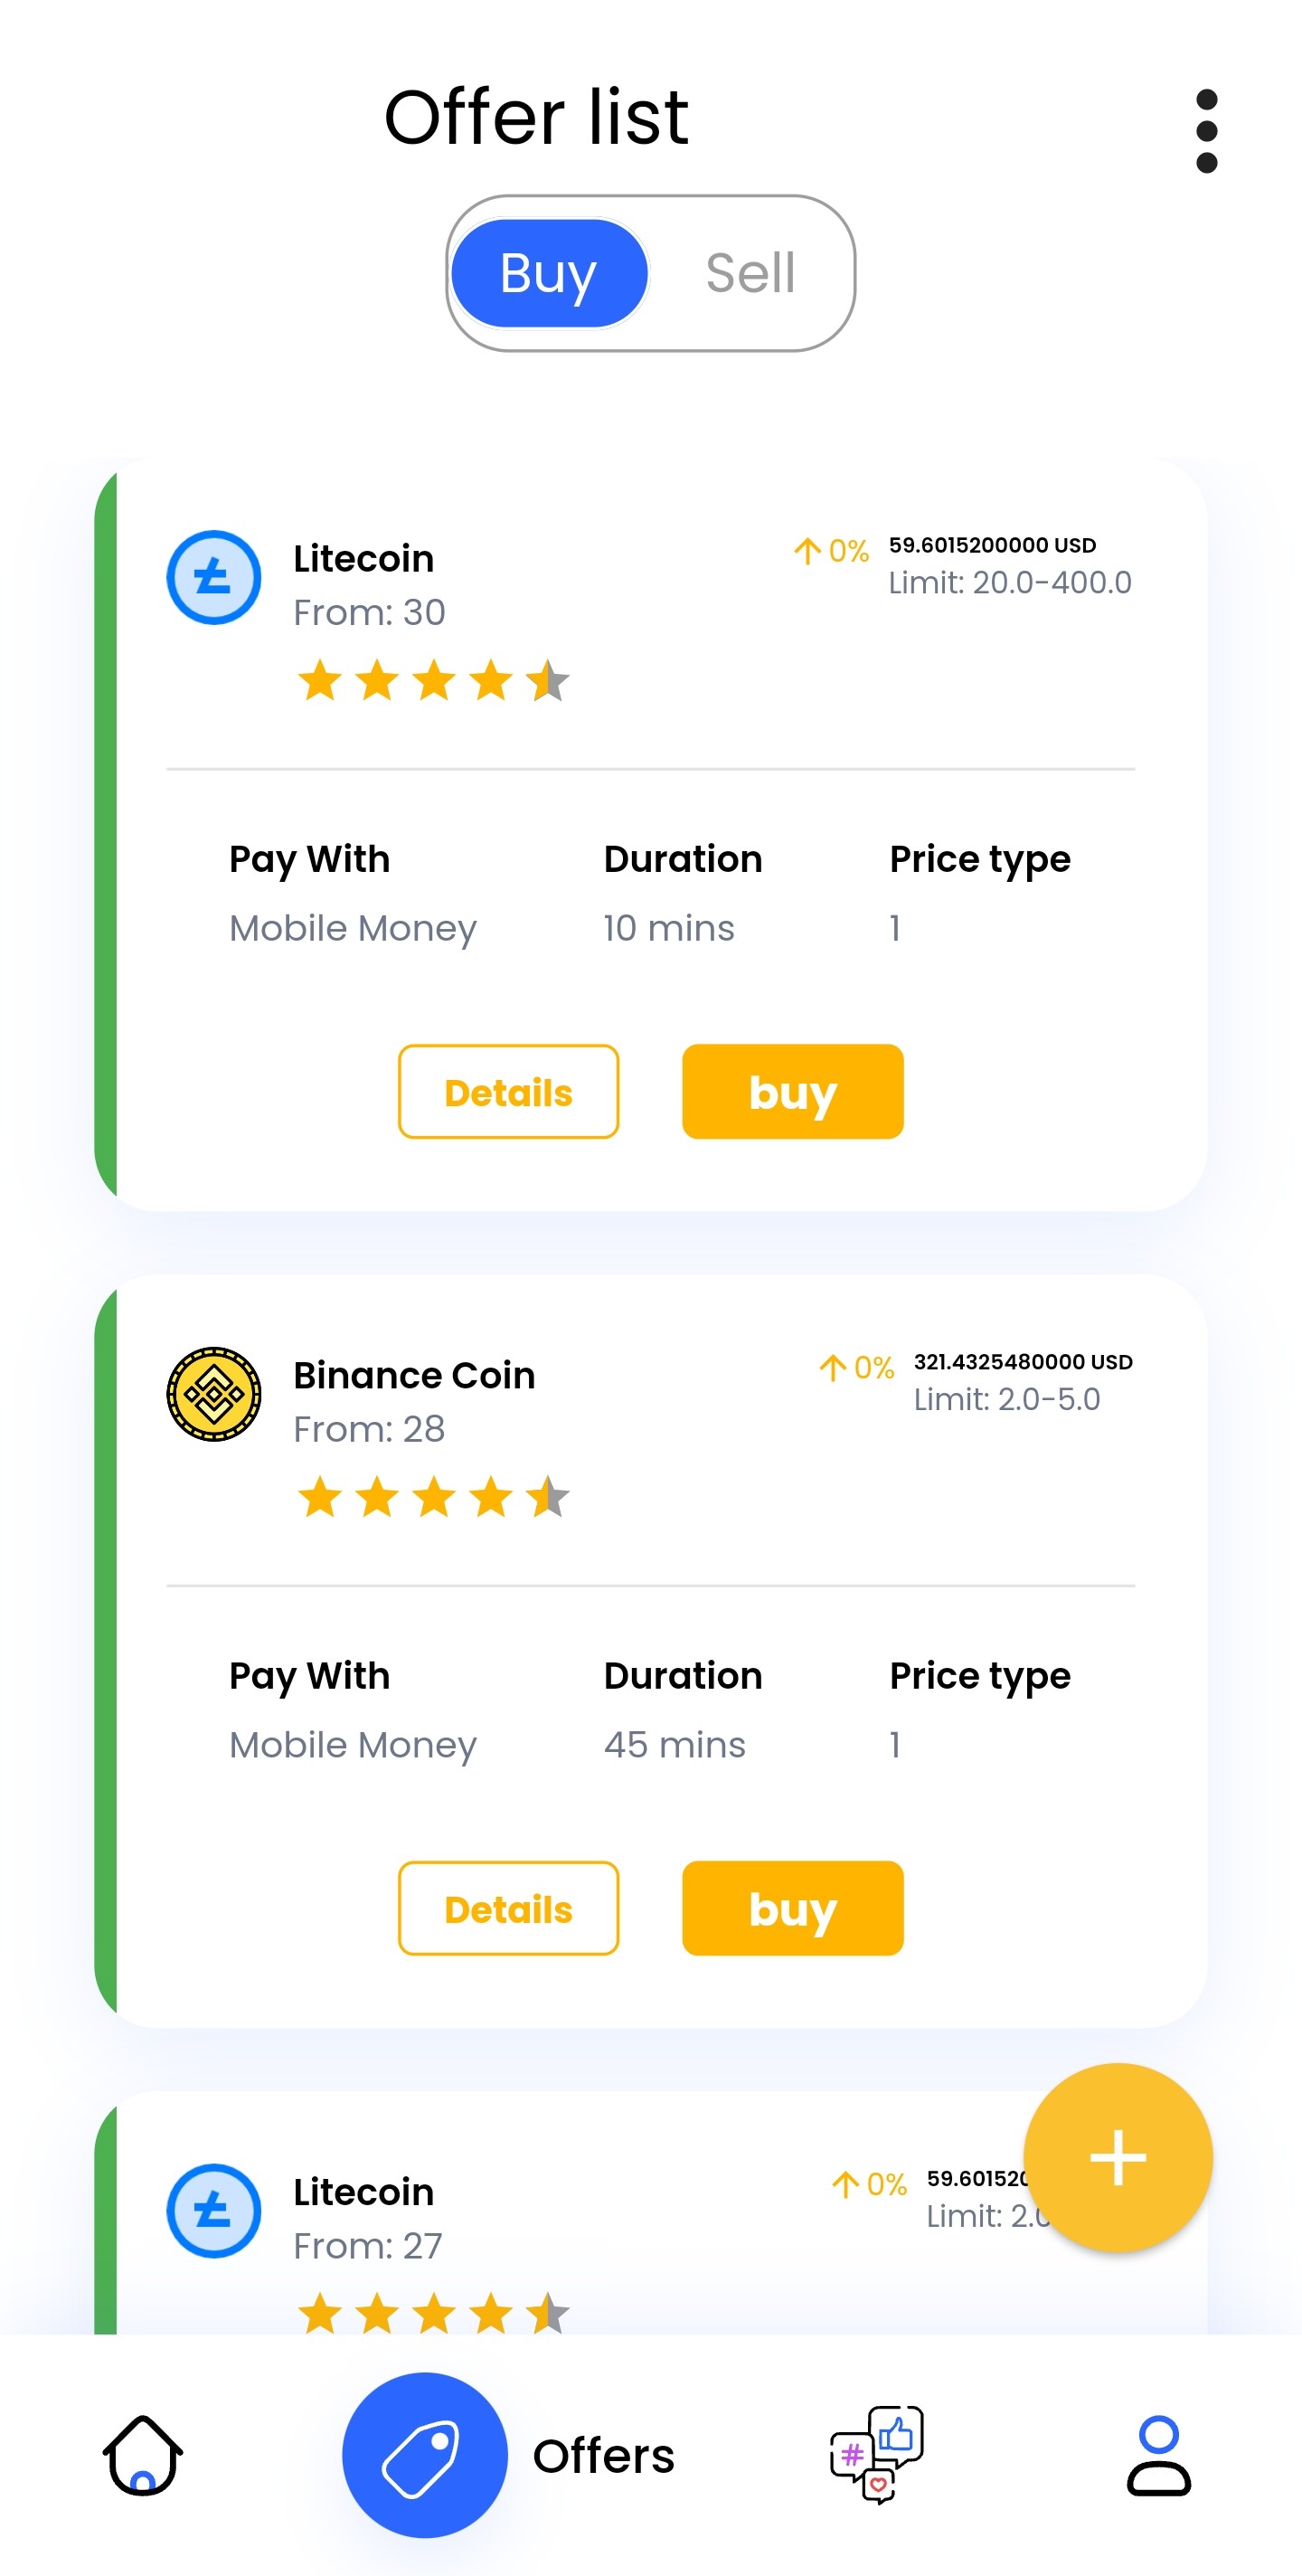 Offer list
Buy Sell
Litecoin
From: 30
0%
59.6015200000 USD
Limit: 20.0-400.0
Pay With Duration Price type
Mobile Money 10 mins 1
Details buy
Binance Coin
From: 28
0%
321.4325480000 USD
Limit: 2.0-5.0
Pay With Duration Price type
Mobile Money 45 mins 1
Details buy
Litecoin
From: 27
0%
59.60152
Limit: 2.
Offers
#